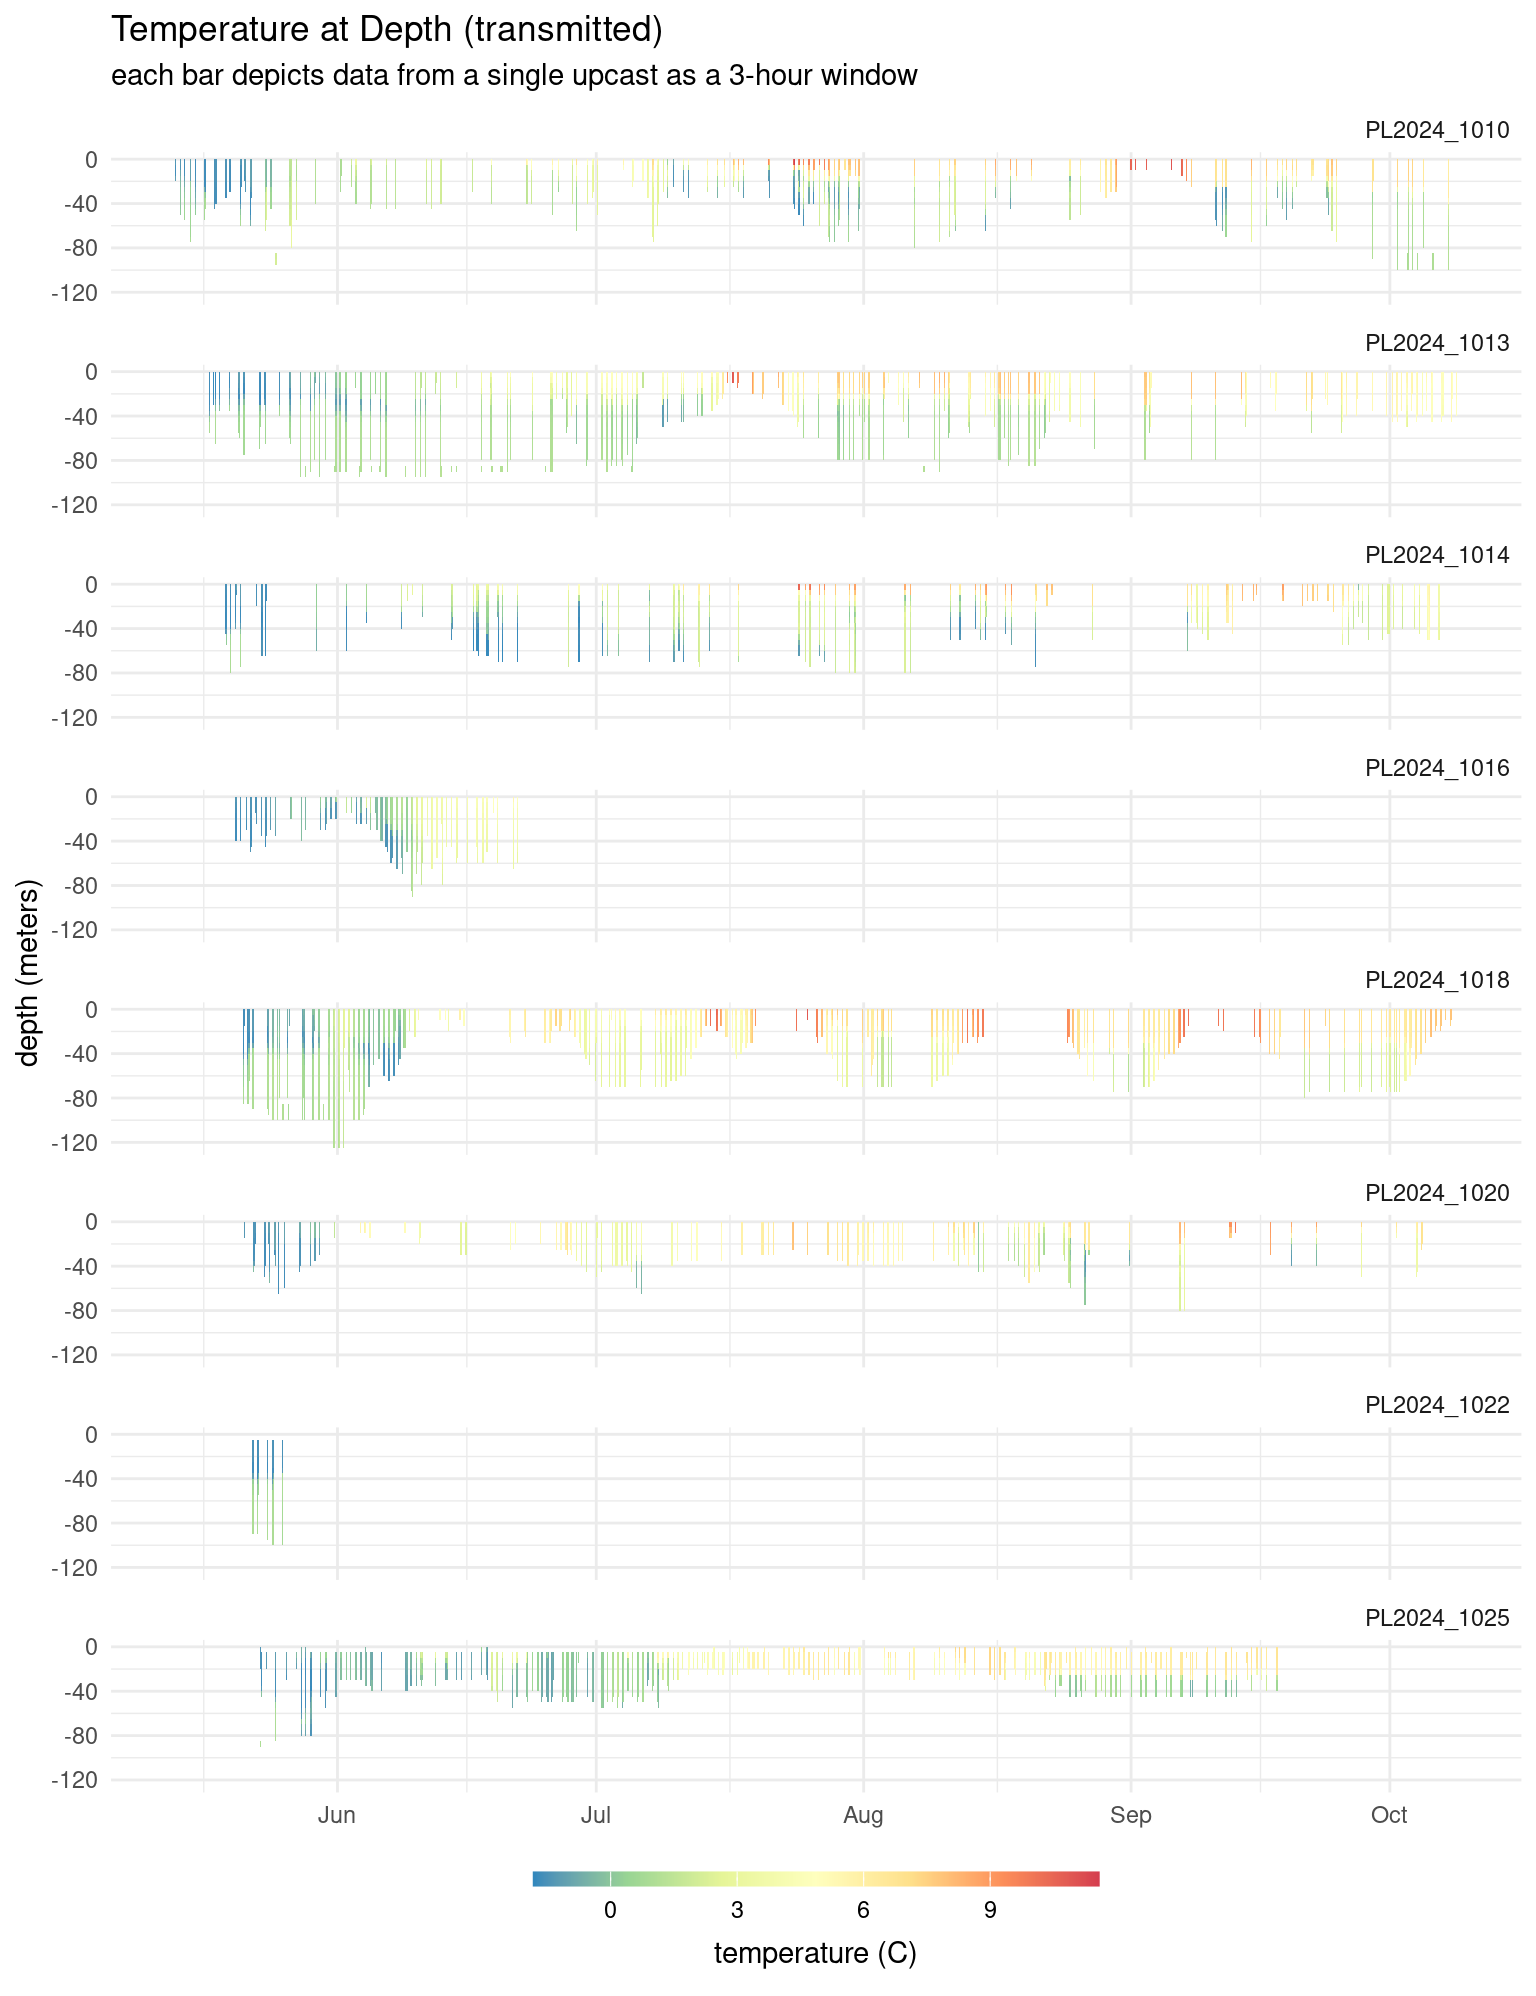 Temperature at Depth (transmitted)
each bar depicts data from a single upcast as a 3-hour window
PL2024_1010
0
-40
-80
-120
PL2024_1013
0
-40
-80
-120
PL2024_1014
0
-40
-80
-120
PL2024_1016
0
-40
-80
-120
depth (meters)
PL2024_1018
0
-40
-80
-120
PL2024_1020
0
-40
-80
-120
PL2024_1022
0
-40
-80
-120
PL2024_1025
0
-40
-80
-120
Jun Jul Aug Sep Oct
0 3 6 9
temperature (C)